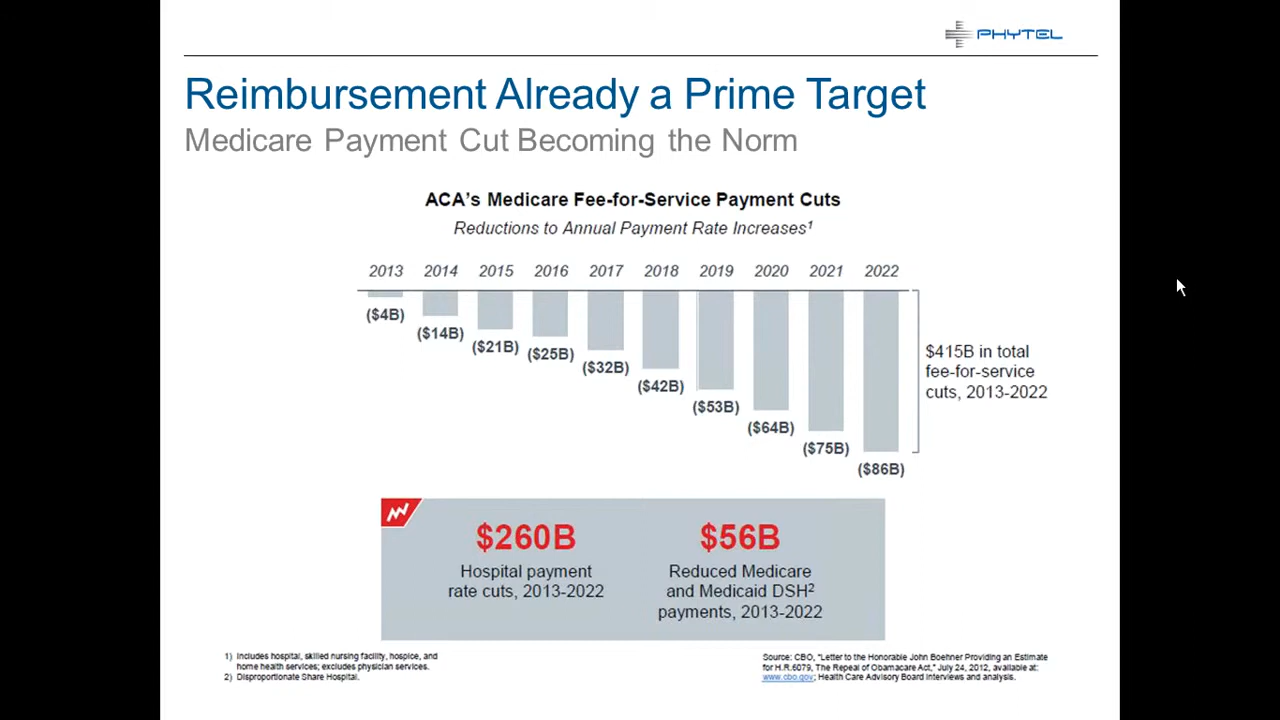 PHYTEL
Reimbursement Already a Prime Target
Medicare Payment Cut Becoming the Norm
ACA's Medicare Fee-for-Service Payment Cuts
Reductions to Annual Payment Rate Increases1
2013 2014 2015 2016 2017 2018 2019 2020 2021 2022
($4B)
($14B)
($21B)
($25B)
($32B)
($42B)
($53B)
($64B)
($75B)
($86B)
$415B in total
fee-for-service
cuts, 2013-2022
$260B
Hospital payment
rate cuts, 2013-2022
$56B
Reduced Medicare
and Medicaid DSH2
payments, 2013-2022
1) Includes hospital, skilled nursing facility, hospice, and
home health services; excludes physician services.
2) Disproportionate Share Hospital.
Source: CBO, "Letter to the Honorable John Boehner Providing an Estimate
for H.R.6079, The Repeal of Obamacare Act," July 24, 2012, available at:
www.cbo.gov; Health Care Advisory Board interviews and analysis.